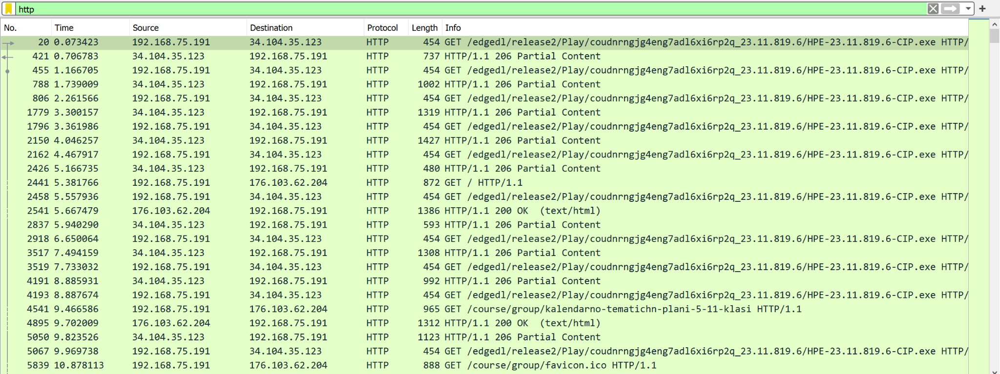 http
No. Time Source Destination Protocol Length Info
20 0.073423 192.168.75.191 34.104.35.123 HTTP 454 GET /edgedl/release2/Play/coudnrngjg4eng7adl6xi6rp2q_23.11.819.6/HPE-23.11.819.6-CIP.exe HTTP/
421 0.706783 34.104.35.123 192.168.75.191 HTTP 737 HTTP/1.1 206 Partial Content
455 1.166705 192.168.75.191 34.104.35.123 HTTP 454 GET /edgedl/release2/Play/coudnrngjg4eng7adl6xi6rp2q_23.11.819.6/HPE-23.11.819.6-CIP.exe HTTP/
788 1.739009 34.104.35.123 192.168.75.191 HTTP 1002 HTTP/1.1 206 Partial Content
806 2.261566 192.168.75.191 34.104.35.123 HTTP 454 GET /edgedl/release2/Play/coudnrngjg4eng7adl6xi6rp2q_23.11.819.6/HPE-23.11.819.6-CIP.exe HTTP/
1779 3.300157 34.104.35.123 192.168.75.191 HTTP 1319 HTTP/1.1 206 Partial Content
1796 3.361986 192.168.75.191 34.104.35.123 HTTP 454 GET /edgedl/release2/Play/coudnrngjg4eng7adl6xi6rp2q_23.11.819.6/HPE-23.11.819.6-CIP.exe HTTP/
2150 4.046257 34.104.35.123 192.168.75.191 HTTP 1427 HTTP/1.1 206 Partial Content
2162 4.467917 192.168.75.191 34.104.35.123 HTTP 454 GET /edgedl/release2/Play/coudnrngjg4eng7adl6xi6rp2q_23.11.819.6/HPE-23.11.819.6-CIP.exe HTTP/
2426 5.166735 34.104.35.123 192.168.75.191 HTTP 480 HTTP/1.1 206 Partial Content
2441 5.381766 192.168.75.191 176.103.62.204 HTTP 872 GET / HTTP/1.1
2458 5.557936 192.168.75.191 34.104.35.123 HTTP 454 GET /edgedl/release2/Play/coudnrngjg4eng7adl6xi6rp2q_23.11.819.6/HPE-23.11.819.6-CIP.exe HTTP/
2541 5.667479 176.103.62.204 192.168.75.191 HTTP 1386 HTTP/1.1 200 OK (text/html)
2837 5.940290 34.104.35.123 192.168.75.191 HTTP 593 HTTP/1.1 206 Partial Content
2918 6.650064 192.168.75.191 34.104.35.123 HTTP 454 GET /edgedl/release2/Play/coudnrngjg4eng7adl6xi6rp2q_23.11.819.6/HPE-23.11.819.6-CIP.exe HTTP/
3517 7.494159 34.104.35.123 192.168.75.191 HTTP 1308 HTTP/1.1 206 Partial Content
3519 7.733032 192.168.75.191 34.104.35.123 HTTP 454 GET /edgedl/release2/Play/coudnrngjg4eng7adl6xi6rp2q_23.11.819.6/HPE-23.11.819.6-CIP.exe HTTP/
4191 8.885931 34.104.35.123 192.168.75.191 HTTP 992 HTTP/1.1 206 Partial Content
4193 8.887674 192.168.75.191 34.104.35.123 HTTP 454 GET /edgedl/release2/Play/coudnrngjg4eng7adl6xi6rp2q_23.11.819.6/HPE-23.11.819.6-CIP.exe HTTP/
4541 9.466586 192.168.75.191 176.103.62.204 HTTP 965 GET /course/group/kalendarno-tematichn-plani-5-11-klasi HTTP/1.1
4895 9.702009 176.103.62.204 192.168.75.191 HTTP 1312 HTTP/1.1 200 OK (text/html)
5050 9.823526 34.104.35.123 192.168.75.191 HTTP 1123 HTTP/1.1 206 Partial Content
5067 9.969738 192.168.75.191 34.104.35.123 HTTP 454 GET /edgedl/release2/Play/coudnrngjg4eng7adl6xi6rp2q_23.11.819.6/HPE-23.11.819.6-CIP.exe HTTP/
5839 10.878113 192.168.75.191 176.103.62.204 HTTP 888 GET /course/group/favicon.ico HTTP/1.1